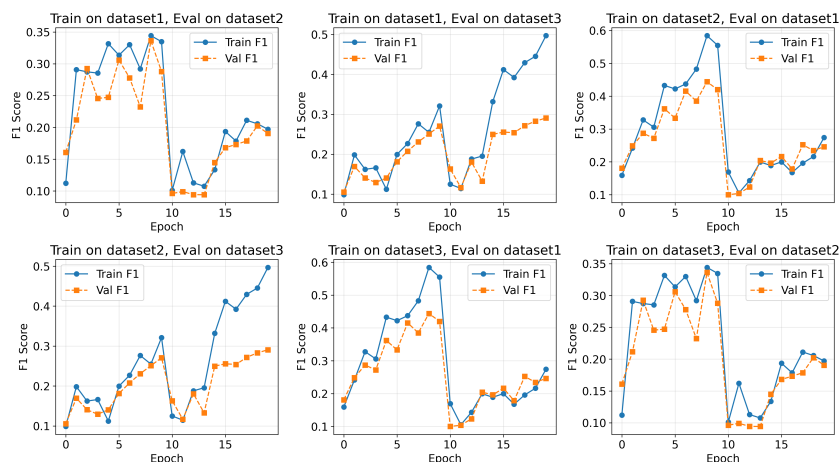 Train on dataset1, Eval on dataset2
Train F1
Val F1
F1 Score
0.35
0.30
0.25
0.20
0.15
0.10
0 5 10 15
Epoch
Train on dataset1, Eval on dataset3
Train F1
Val F1
F1 Score
0.5
0.4
0.3
0.2
0.1
0 5 10 15
Epoch
Train on dataset2, Eval on dataset1
Train F1
Val F1
F1 Score
0.6
0.5
0.4
0.3
0.2
0.1
0 5 10 15
Epoch
Train on dataset2, Eval on dataset3
Train F1
Val F1
F1 Score
0.5
0.4
0.3
0.2
0.1
0 5 10 15
Epoch
Train on dataset3, Eval on dataset1
Train F1
Val F1
F1 Score
0.6
0.5
0.4
0.3
0.2
0.1
0 5 10 15
Epoch
Train on dataset3, Eval on dataset2
Train F1
Val F1
F1 Score
0.35
0.30
0.25
0.20
0.15
0.10
0 5 10 15
Epoch